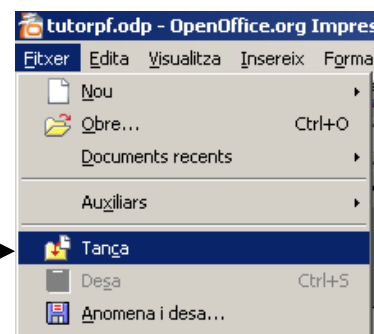 tutorpf.odp - OpenOffice.org Impres
Fitxer Edita Visualitza Insereix Forma
Nou
Obre... Ctrl+O
Documents recents
Auxiliars
Tanca
Desa Ctrl+S
Anomena i desa...